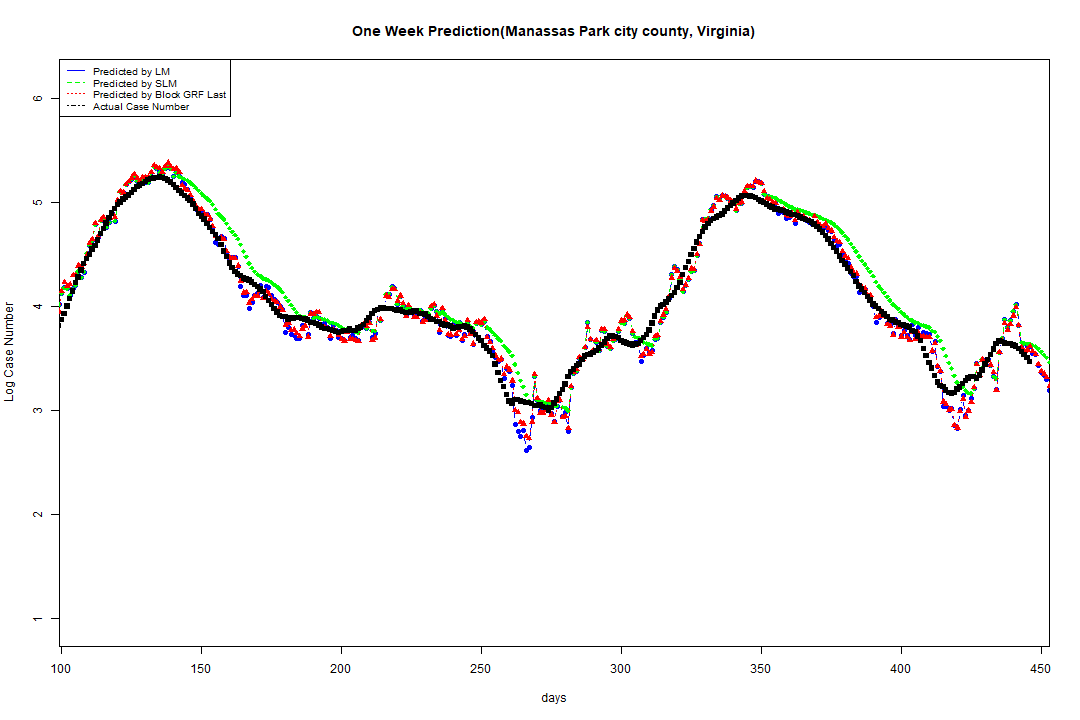 One Week Prediction(Manassas Park city county, Virginia)
Predicted by LM
Predicted by SLM
Predicted by Block GRF Last
Actual Case Number
6
5
4
3
2
1
Log Case Number
100 150 200 250 300 350 400 450
days